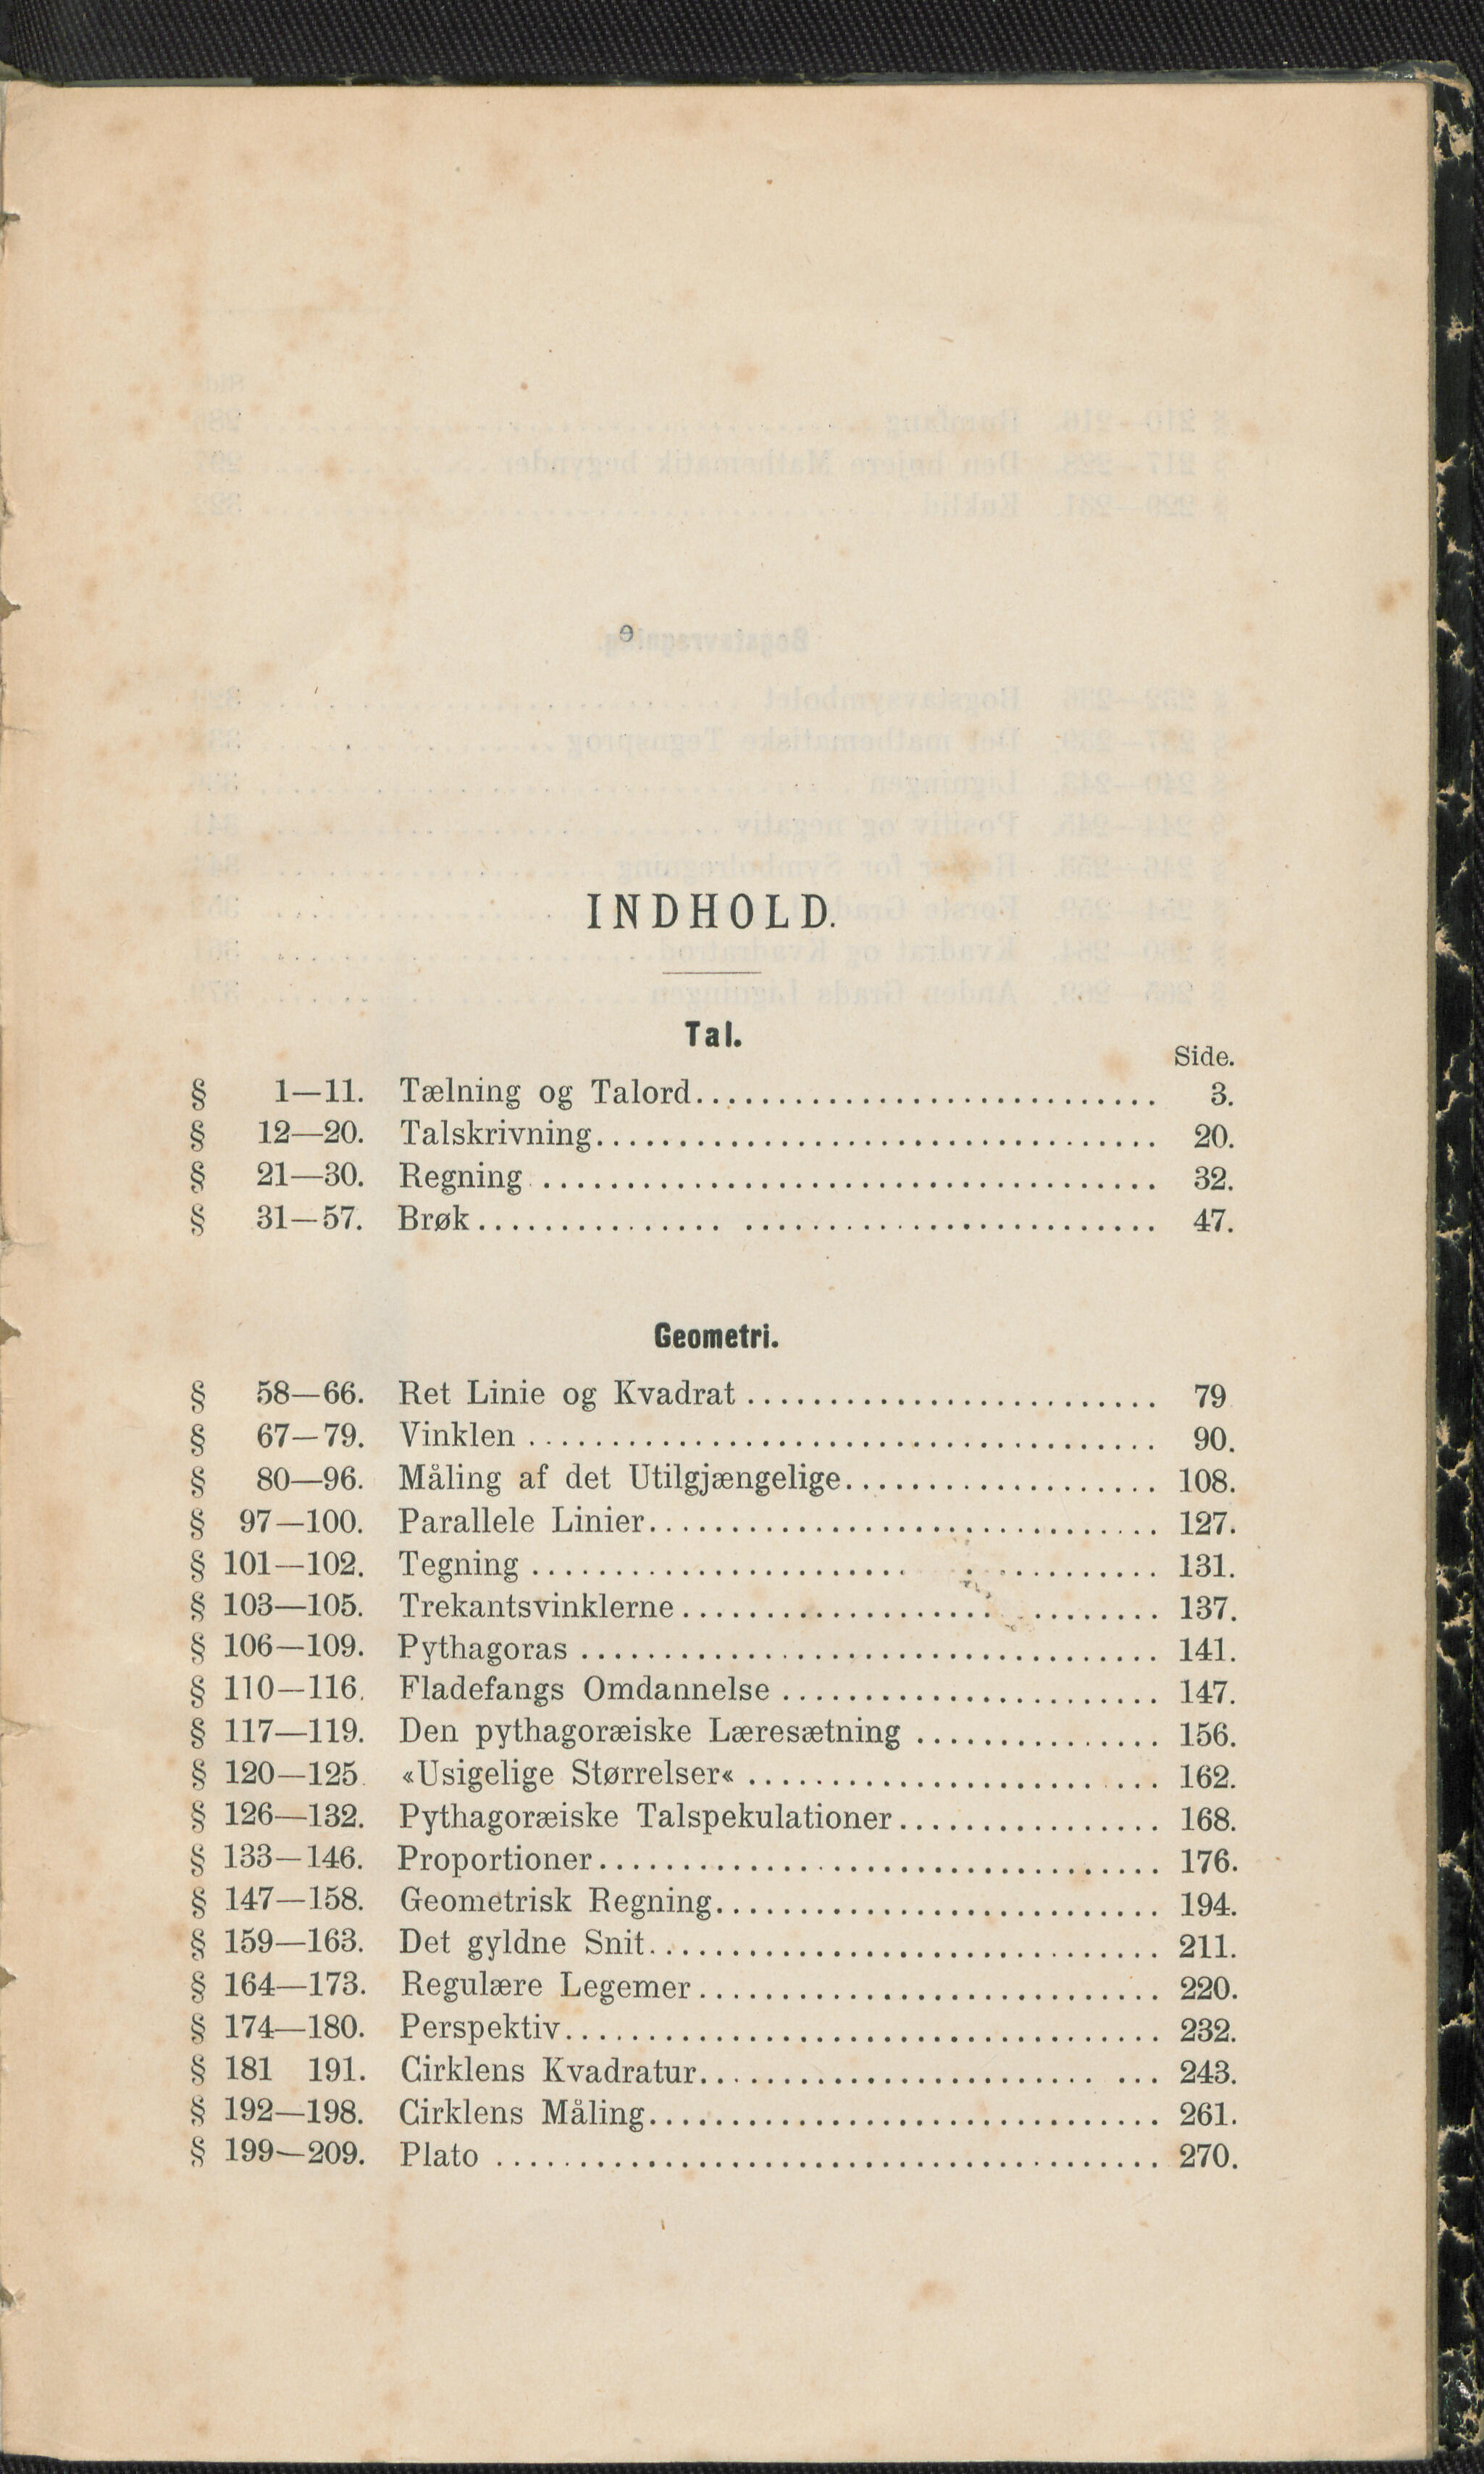 INDHOLD.
Tal.
Side.
§ 1—11. Tælning og Talord............................ 3.
§ 12—20. Talskrivning.................................. 20.
§ 21—30. Regning ...................................... 32.
§ 31—57. Brøk........................................ 47.
Geometri.
§ 58—66. Ret Linie og Kvadrat ......................... 79
§ 67—79. Vinklen ...................................... 90.
§ 80—96. Måling af det Utilgjængelige................... 108.
§ 97—100. Parallele Linier............................... 127.
§ 101—102. Tegning ..................................... 131.
§ 103—105. Trekantsvinklerne............................. 137.
§ 106—109. Pythagoras ................................... 141.
§ 110—116. Fladefangs Omdannelse ....................... 147.
§ 117—119. Den pythagoræiske Læresætning ............... 156.
§ 120—125. «Usigelige Størrelser« ......................... 162.
§ 126—132. Pythagoræiske Talspekulationer................ 168.
§ 133—146. Proportioner.................................. 176.
§ 147—158. Geometrisk Regning........................... 194.
§ 159—163. Det gyldne Snit............................... 211.
§ 164—173. Regulære Legemer............................ 220.
§ 174—180. Perspektiv.................................... 232.
§ 181 191. Cirklens Kvadratur........................... 243.
§ 192—198. Cirklens Måling............................... 261.
§ 199—209. Plato ........................................ 270.